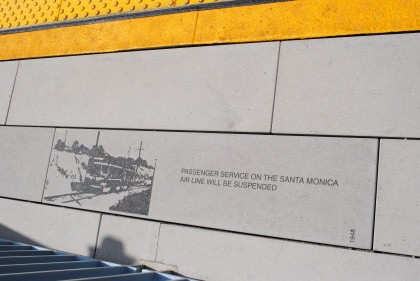 PASSENGER SERVICE ON THE SANTA MONICA
AIR LINE WILL BE SUSPENDED
1948